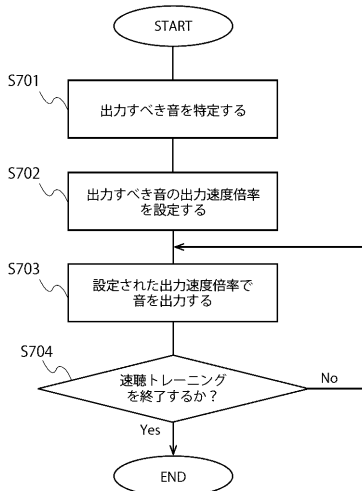 START
S701
出力すべき音を特定する
S702
出力すべき音の出力速度倍率
を設定する
S703
設定された出力速度倍率で
音を出力する
S704
速聴トレーニング
を終了するか？
No
Yes
END